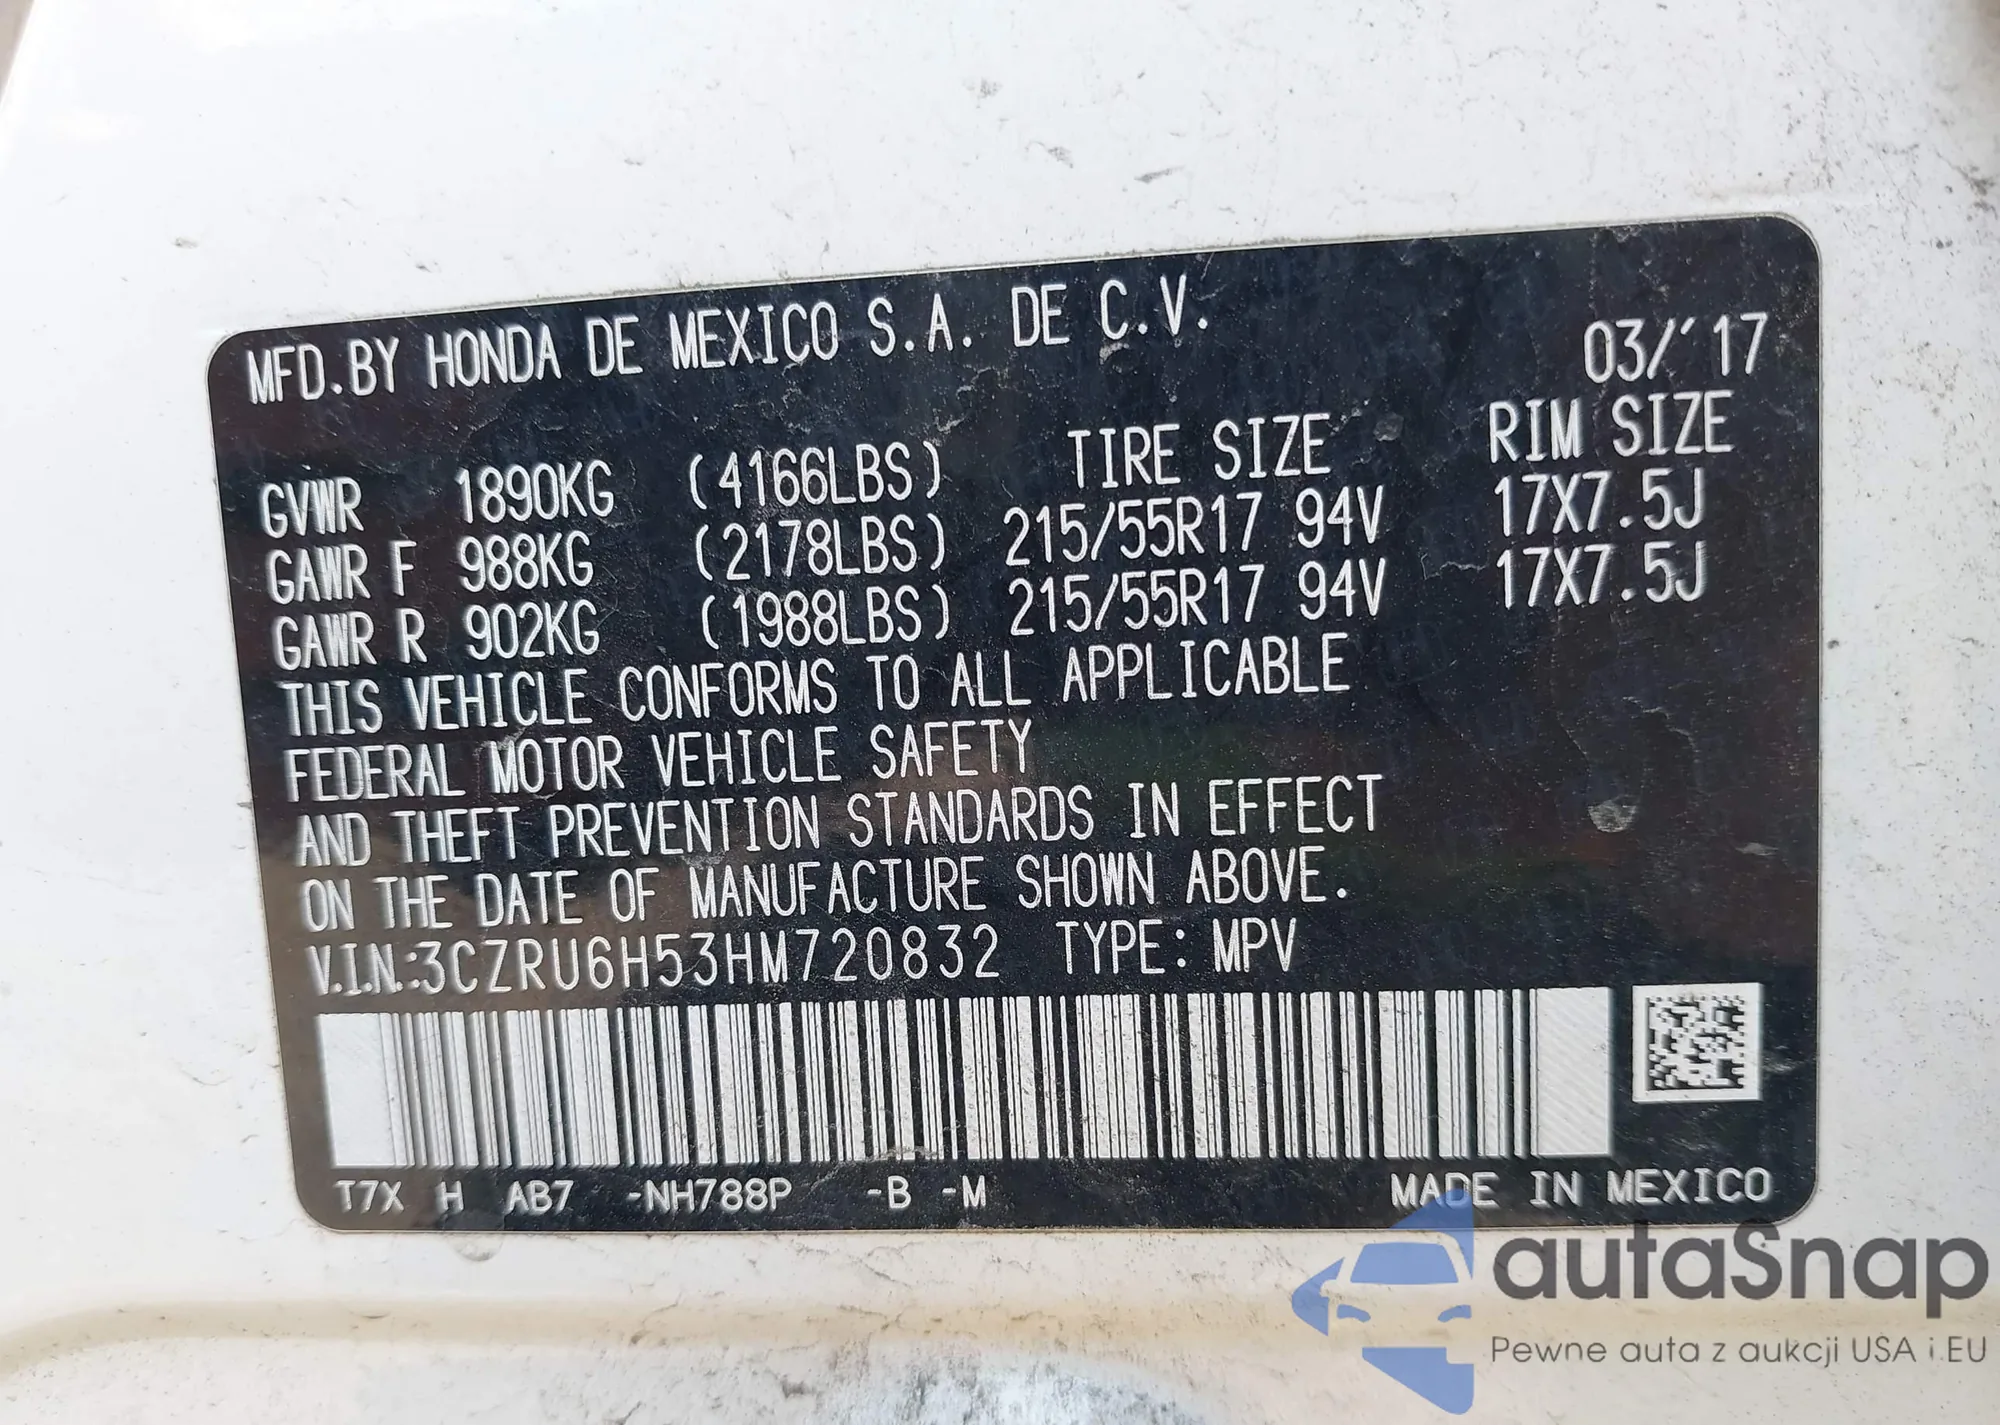 MFD.BY HONDA DE MEXICO S.A. DE C.V.
03/´17
TIRE SIZE RIM SIZE
GVWR 1890KG (4166LBS)
GAWR F 988KG (2178LBS) 215/55R17 94V 17X7.5J
GAWR R 902KG (1988LBS) 215/55R17 94V 17X7.5J
THIS VEHICLE CONFORMS TO ALL APPLICABLE
FEDERAL MOTOR VEHICLE SAFETY
AND THEFT PREVENTION STANDARDS IN EFFECT
ON THE DATE OF MANUFACTURE SHOWN ABOVE.
V.I.N.:3CZRU6H53HM720832 TYPE: MPV
T7X H AB7 -NH788P -B -M MADE IN MEXICO
autaSnap
Pewne auta z aukcji USA i EU